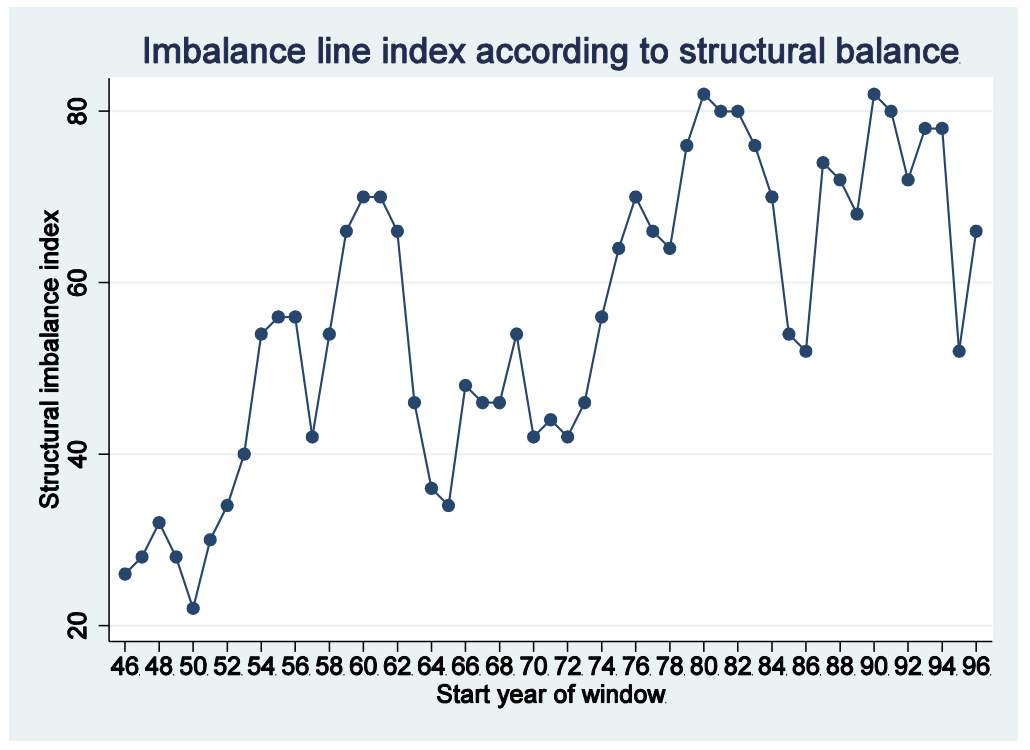 Imbalance line index according to structural balance
80
60
40
20
Structural imbalance index
46 48 50 52 54 56 58 60 62 64 66 68 70 72 74 76 78 80 82 84 86 88 90 92 94 96
Start year of window